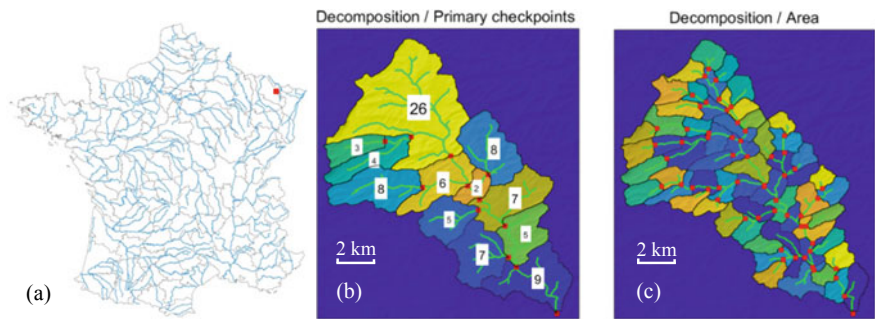 Decomposition / Primary checkpoints
Decomposition / Area
26
3
8
4
8
6
2
7
5
5
7
9
2 km
2 km
(a)
(b)
(c)